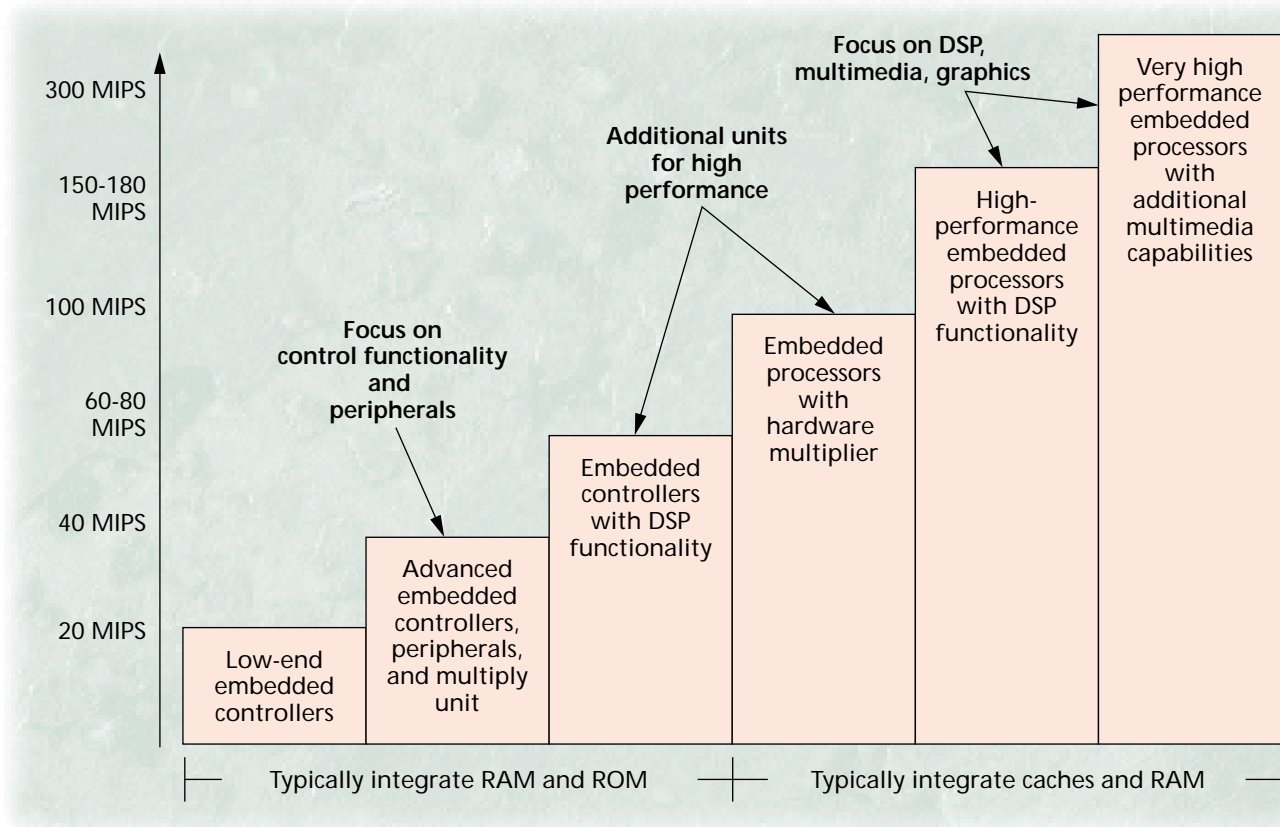 300 MIPS
150-180
MIPS
100 MIPS
60-80
MIPS
40 MIPS
20 MIPS
Focus on
control functionality
and
peripherals
Additional units
for high
performance
Focus on DSP,
multimedia, graphics
Low-end
embedded
controllers
Advanced
embedded
controllers,
peripherals,
and multiply
unit
Embedded
controllers
with DSP
functionality
Embedded
processors
with
hardware
multiplier
High-
performance
embedded
processors
with DSP
functionality
Very high
performance
embedded
processors
with
additional
multimedia
capabilities
Typically integrate RAM and ROM
Typically integrate caches and RAM